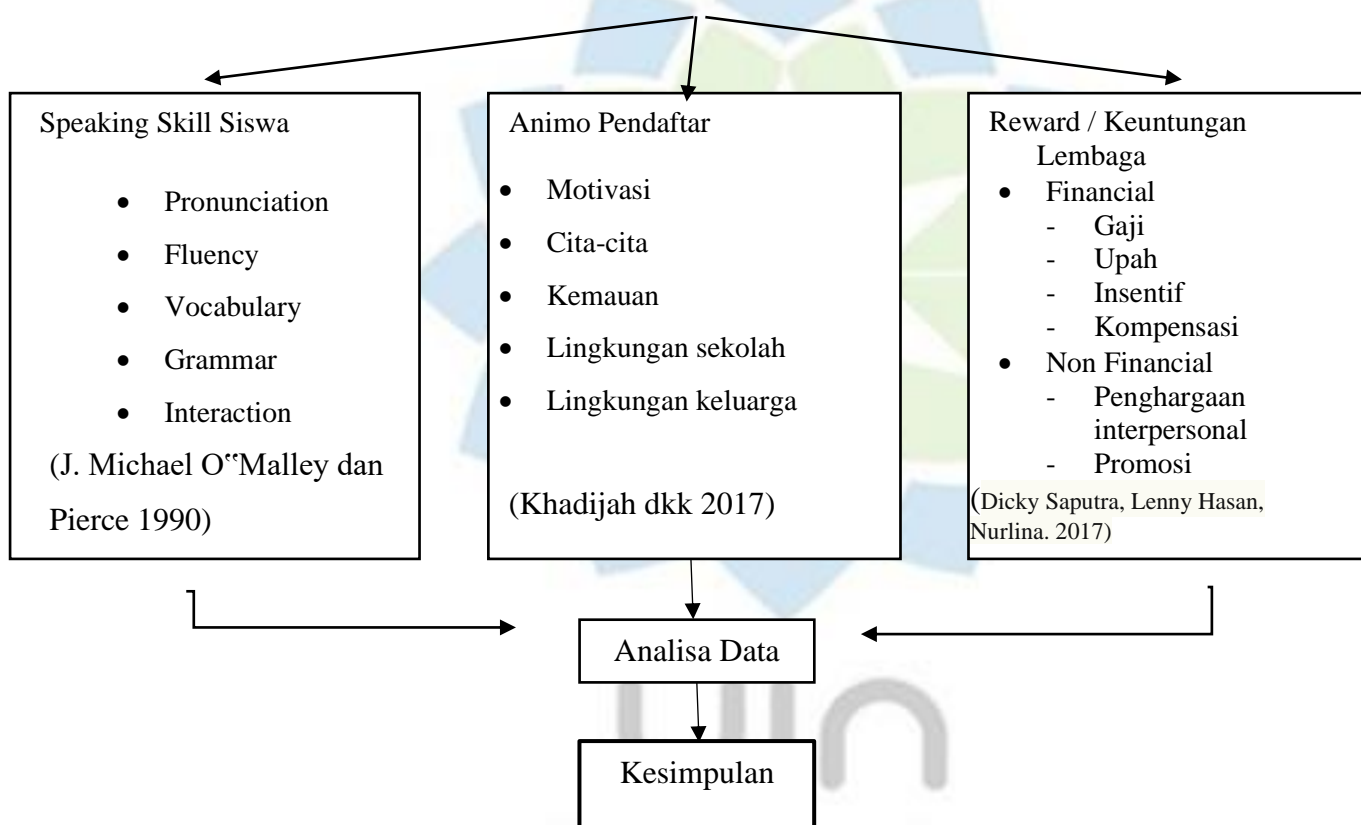 Speaking Skill Siswa
• Pronunciation
• Fluency
• Vocabulary
• Grammar
• Interaction
(J. Michael O‟Malley dan
Pierce 1990)
Animo Pendaftar
• Motivasi
• Cita-cita
• Kemauan
• Lingkungan sekolah
• Lingkungan keluarga
(Khadijah dkk 2017)
Reward / Keuntungan
Lembaga
• Financial
- Gaji
- Upah
- Insentif
- Kompensasi
• Non Financial
- Penghargaan
interpersonal
- Promosi
(Dicky Saputra, Lenny Hasan,
Nurlina. 2017)
Analisa Data
Kesimpulan
uin